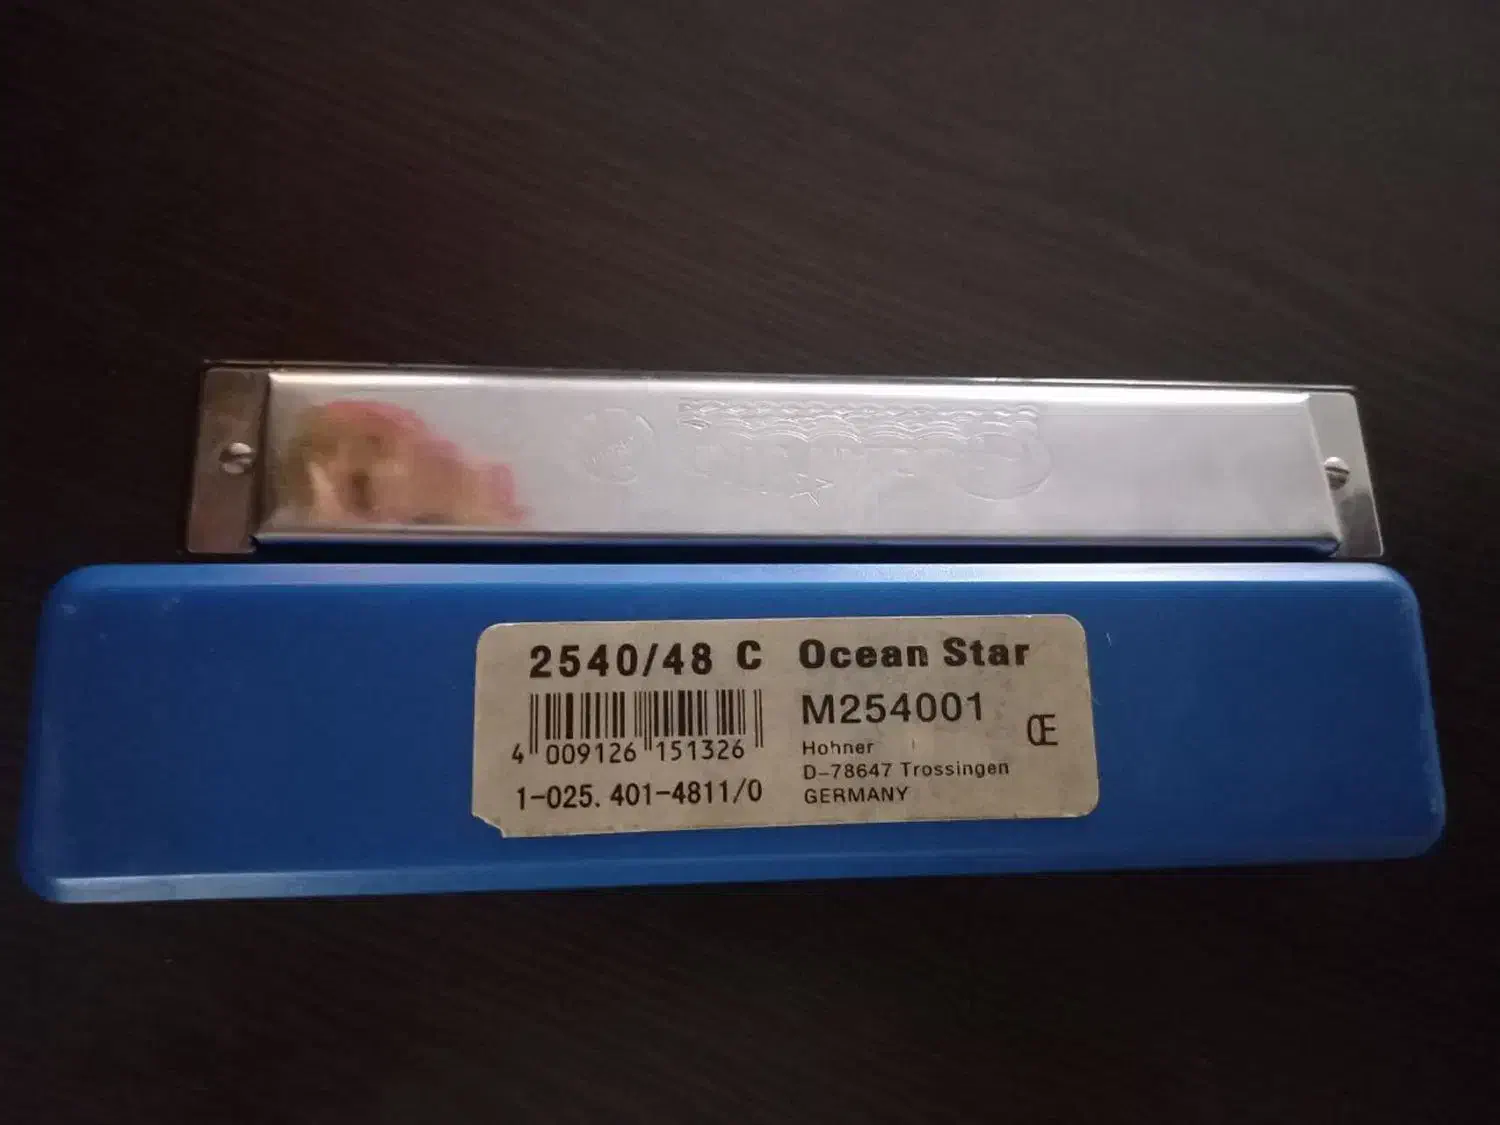 2540/48 C Ocean Star
M254001
4 009126 151326
1-025.401-4811/0
Hohner
D-78647 Trossingen
GERMANY
CE